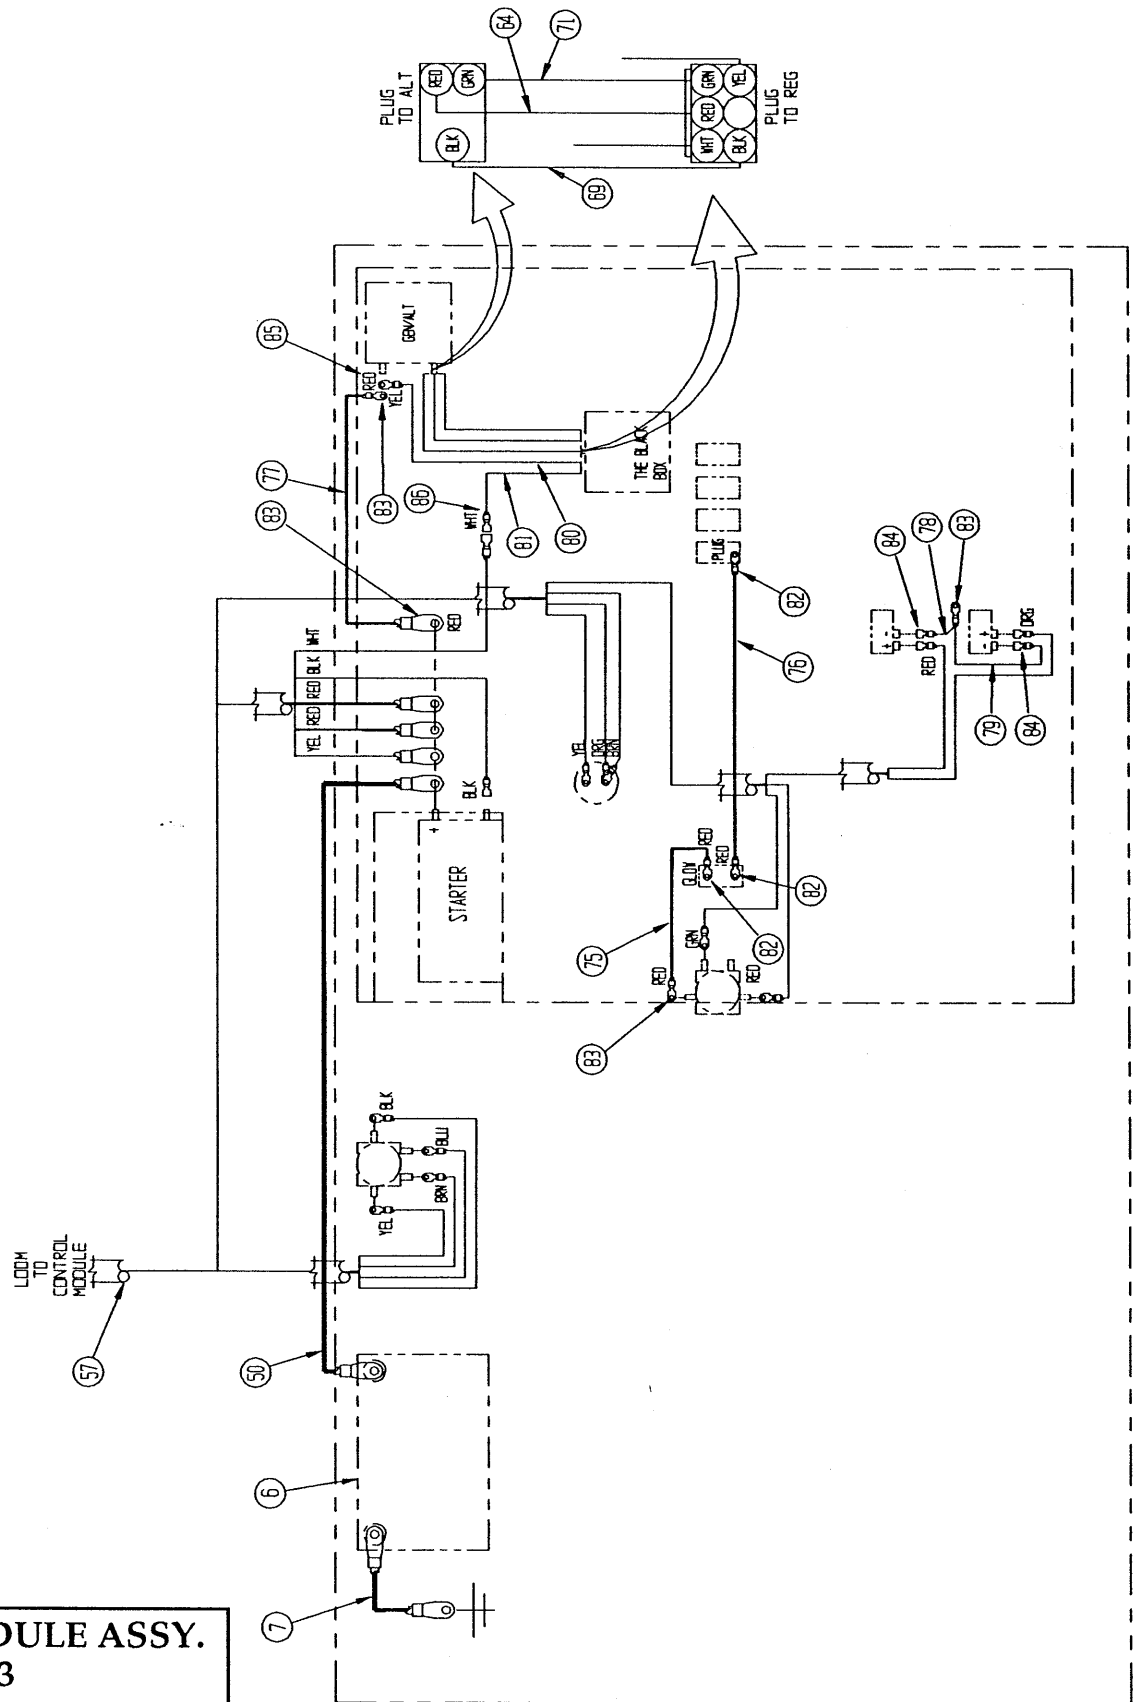 LOOM
TO
CONTROL
MODULE
57
50
6
7
YEL
BRN
BLU
BLK
STARTER
+
BLK
YEL
RED
RED
BLK
WHT
RED
83
77
85
RED
YEL
83
GEN/ALT
WHT
86
81
80
THE BLACK
BOX
PLUG
TO ALT
RED
GRN
BLK
64
71
69
GRN
YEL
RED
WHT
BLK
PLUG
TO REG
YEL
ORG
BRN
PLUG
82
76
GLOW
RED
RED
82
82
75
RED
83
GRN
RED
84
78
83
RED
- +
- +
ORG
79
84
DULE ASSY.
3